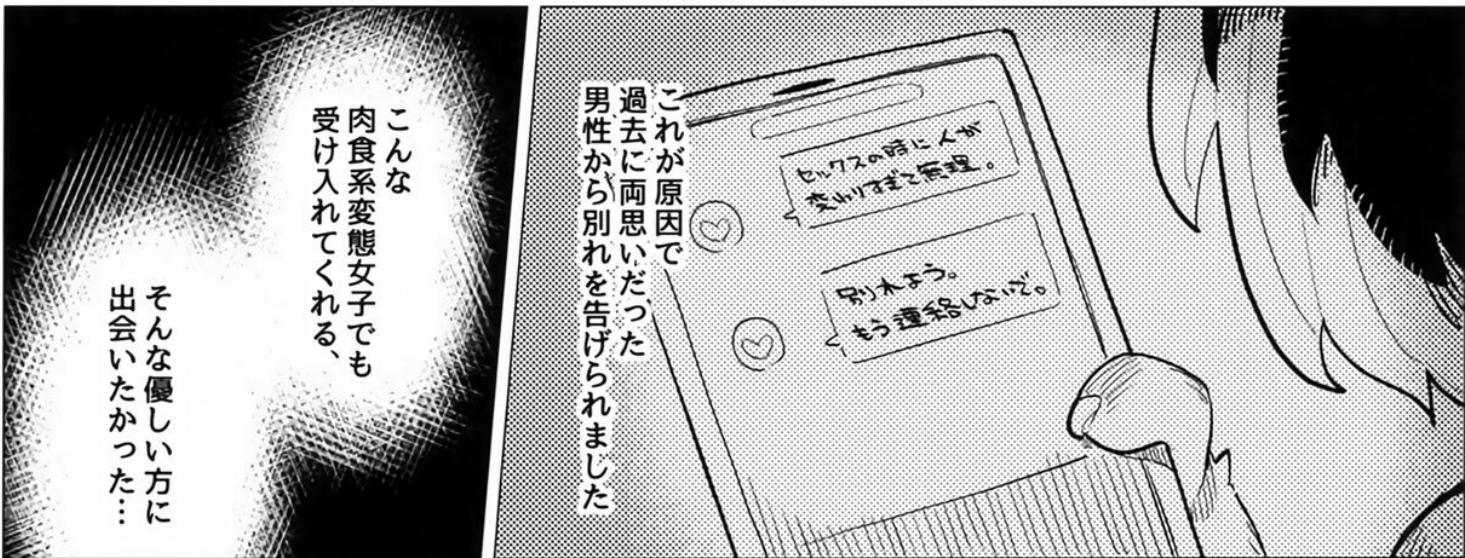 これが原因で
過去に両思いだった
男性から別れを告げられました
セックスの時に人が
変わりすぎて無理。
別れよう。
もう連絡しないで。
こんな
肉食系変態女子でも
受け入れてくれる、
そんな優しい方に
出会いたかった…